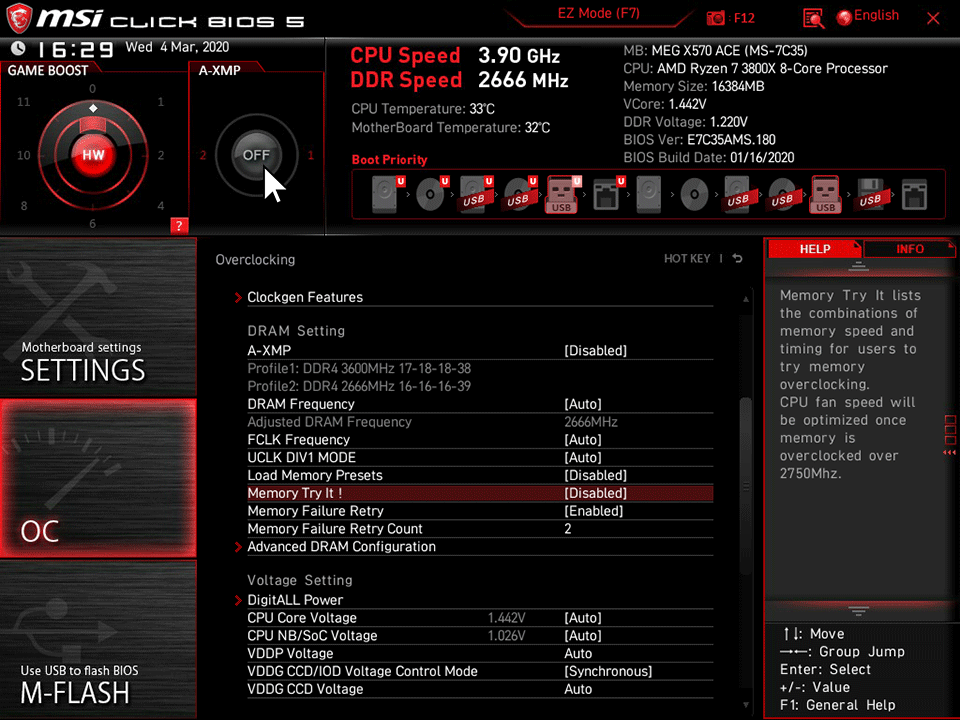 msi CLICK BIOS 5
EZ Mode (F7)
: F12
English
16:29 Wed 4 Mar, 2020
GAME BOOST
A-XMP
0
11
1
10
2
8
4
6
HW
?
2
OFF
1
CPU Speed 3.90 GHz
DDR Speed 2666 MHz
CPU Temperature: 33°C
MotherBoard Temperature: 32°C
MB: MEG X570 ACE (MS-7C35)
CPU: AMD Ryzen 7 3800X 8-Core Processor
Memory Size: 16384MB
VCore: 1.442V
DDR Voltage: 1.220V
BIOS Ver: E7C35AMS.180
BIOS Build Date: 01/16/2020
Boot Priority
U U U U U U
USB USB USB USB USB USB USB
Motherboard settings
SETTINGS
OC
Use USB to flash BIOS
M-FLASH
Overclocking
HOT KEY |
Clockgen Features
DRAM Setting
A-XMP [Disabled]
Profile1: DDR4 3600MHz 17-18-18-38
Profile2: DDR4 2666MHz 16-16-16-39
DRAM Frequency [Auto]
Adjusted DRAM Frequency 2666MHz
FCLK Frequency [Auto]
UCLK DIV1 MODE [Auto]
Load Memory Presets [Disabled]
Memory Try It ! [Disabled]
Memory Failure Retry [Enabled]
Memory Failure Retry Count 2
Advanced DRAM Configuration
Voltage Setting
DigitALL Power
CPU Core Voltage 1.442V [Auto]
CPU NB/SoC Voltage 1.026V [Auto]
VDDP Voltage Auto
VDDG CCD/IOD Voltage Control Mode [Synchronous]
VDDG CCD Voltage Auto
HELP
INFO
Memory Try It lists
the combinations of
memory speed and
timing for users to
try memory
overclocking.
CPU fan speed will
be optimized once
memory is
overclocked over
2750Mhz.
↑↓: Move
→←: Group Jump
Enter: Select
+/-: Value
F1: General Help